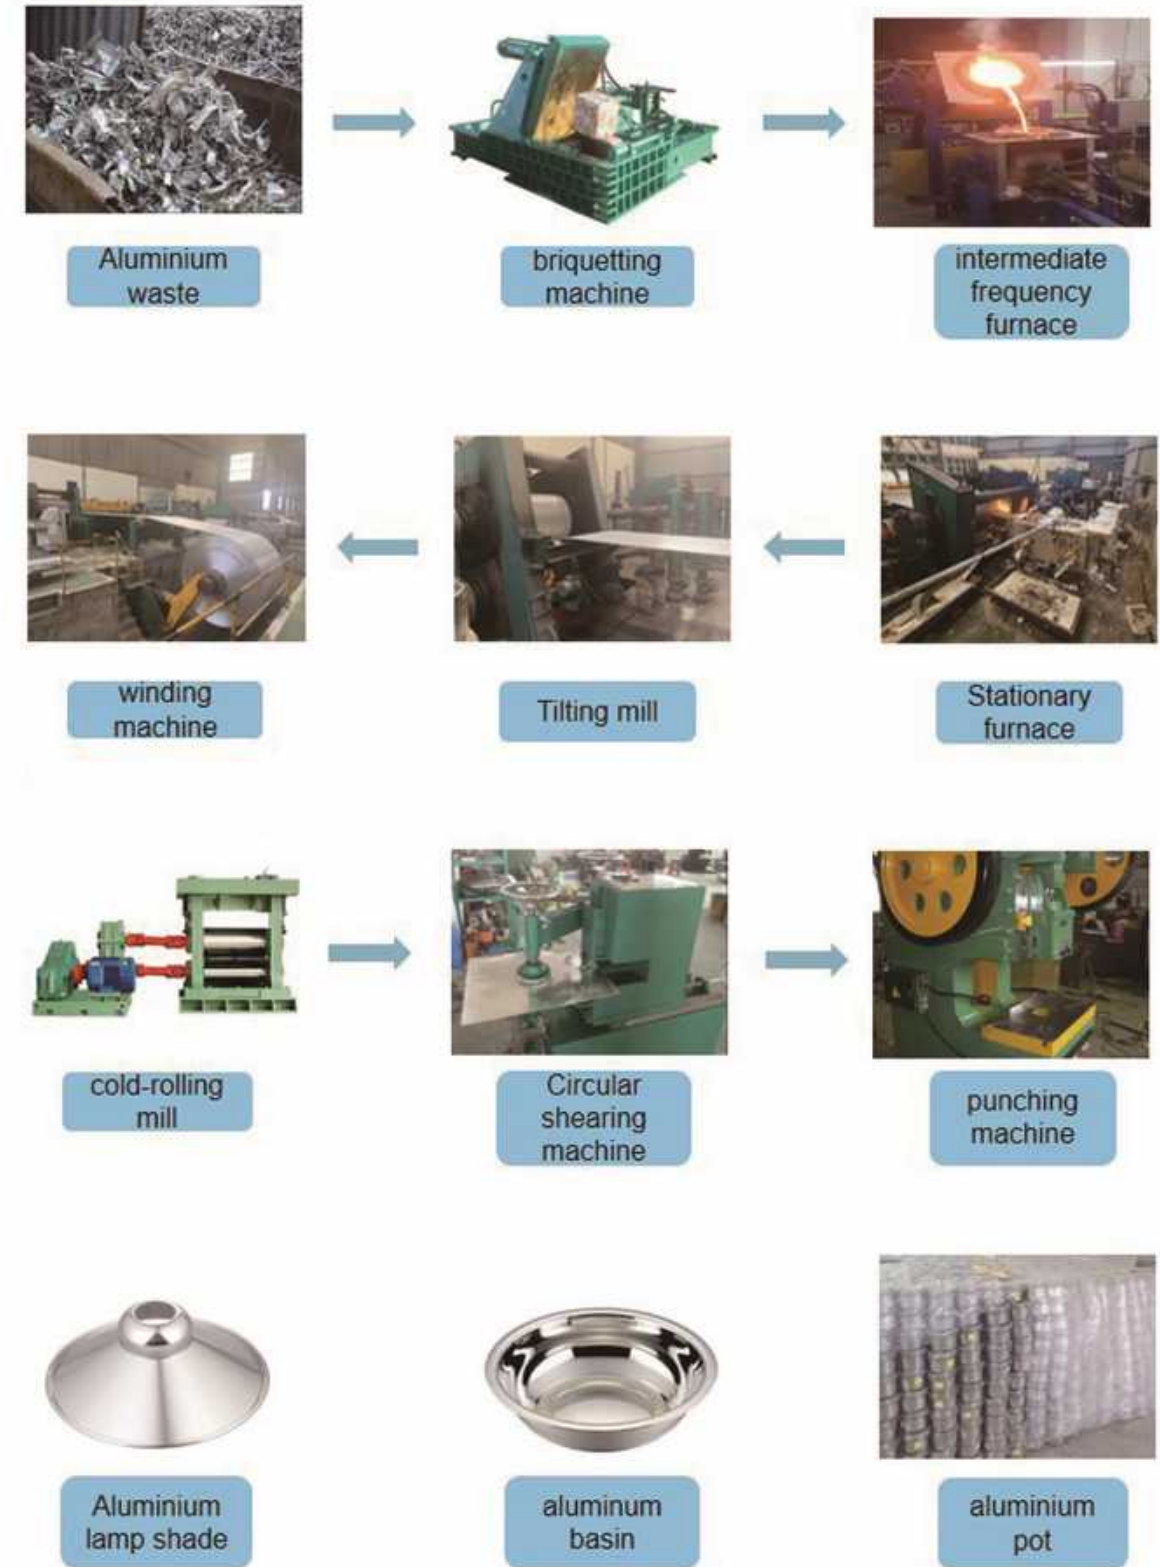 Aluminium
waste
briquetting
machine
intermediate
frequency
furnace
winding
machine
Tilting mill
Stationary
furnace
cold-rolling
mill
Circular
shearing
machine
punching
machine
Aluminium
lamp shade
aluminum
basin
aluminium
pot